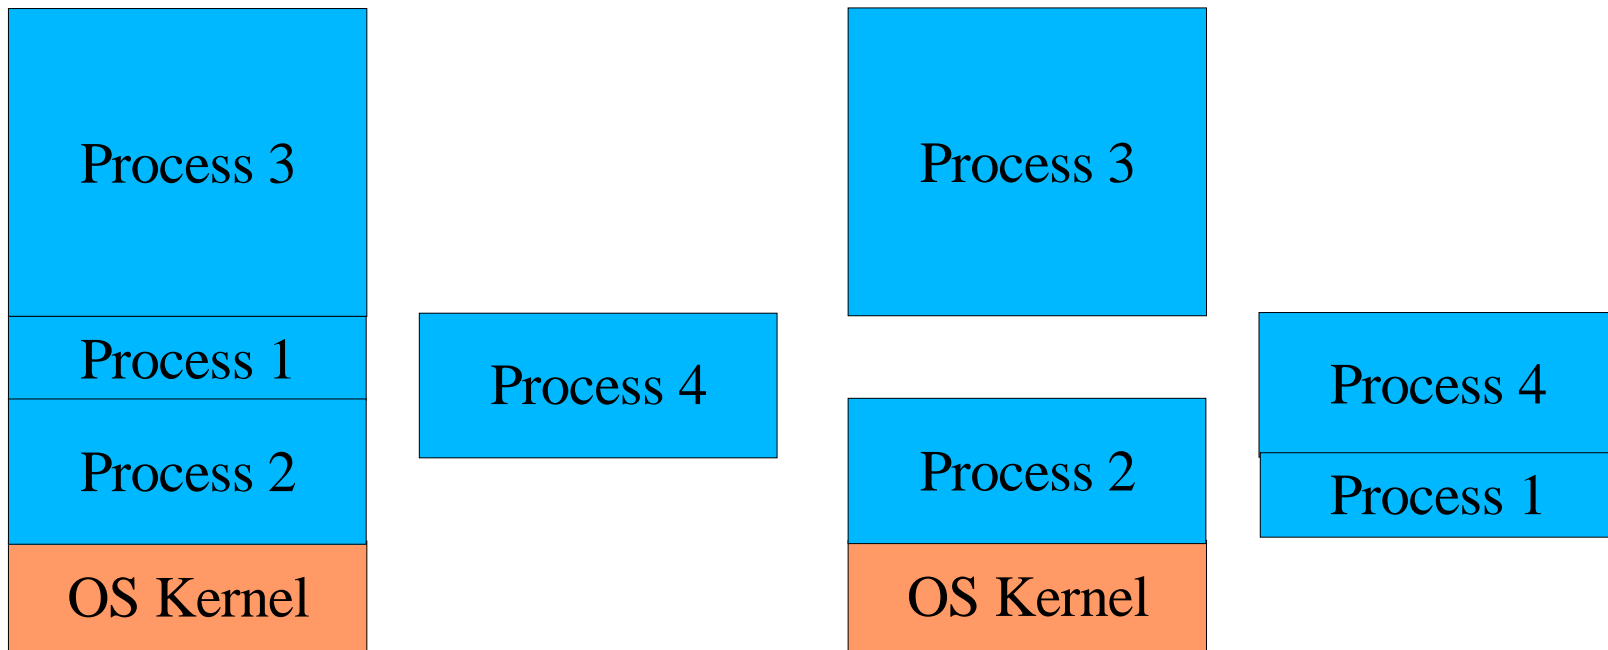 Process 3
Process 1
Process 2
OS Kernel
Process 4
Process 3
Process 2
OS Kernel
Process 4
Process 1